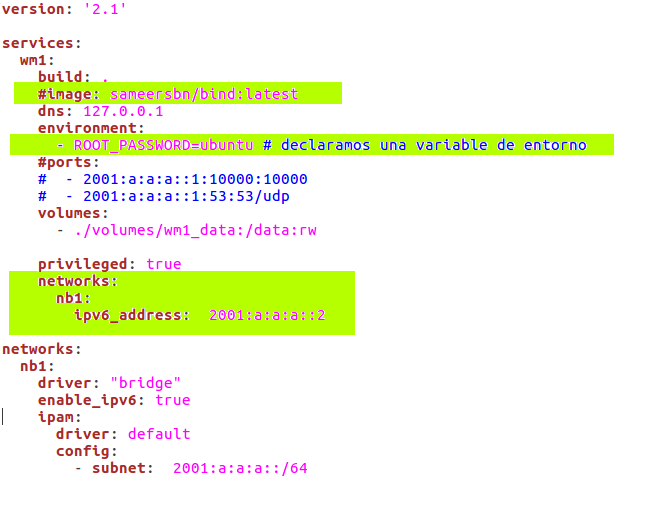 version: '2.1'

services:
  wm1:
    build: .
    #image: sameersbn/bind:latest
    dns: 127.0.0.1
    environment:
      - ROOT_PASSWORD=ubuntu # declaramos una variable de entorno
    #ports:
    #  - 2001:a:a:a::1:10000:10000
    #  - 2001:a:a:a::1:53:53/udp
    volumes:
      - ./volumes/wm1_data:/data:rw

    privileged: true
    networks:
      nb1:
        ipv6_address:  2001:a:a:a::2

networks:
  nb1:
    driver: "bridge"
    enable_ipv6: true
    ipam:
      driver: default
      config:
        - subnet:  2001:a:a:a::/64